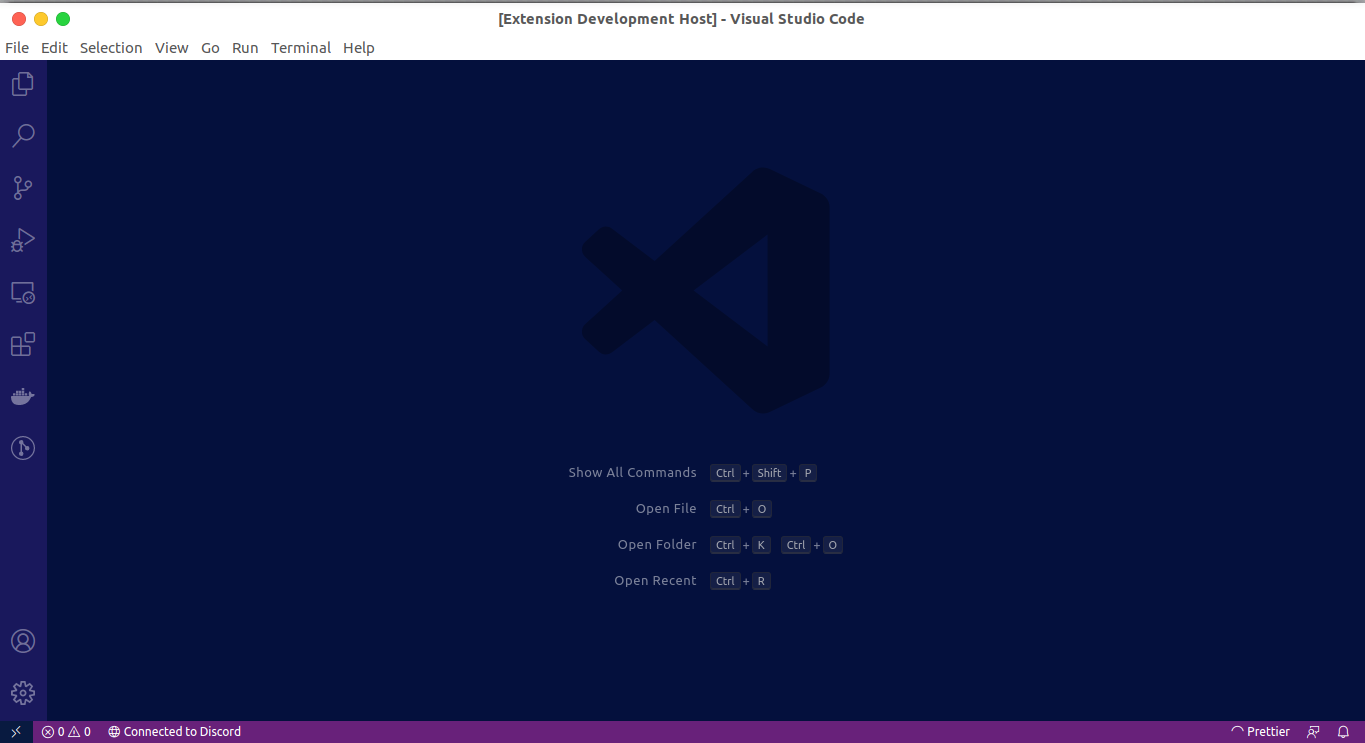 [Extension Development Host] - Visual Studio Code
File Edit Selection View Go Run Terminal Help
Show All Commands Ctrl + Shift + P
Open File Ctrl + O
Open Folder Ctrl + K Ctrl + O
Open Recent Ctrl + R
0 0 Connected to Discord Prettier